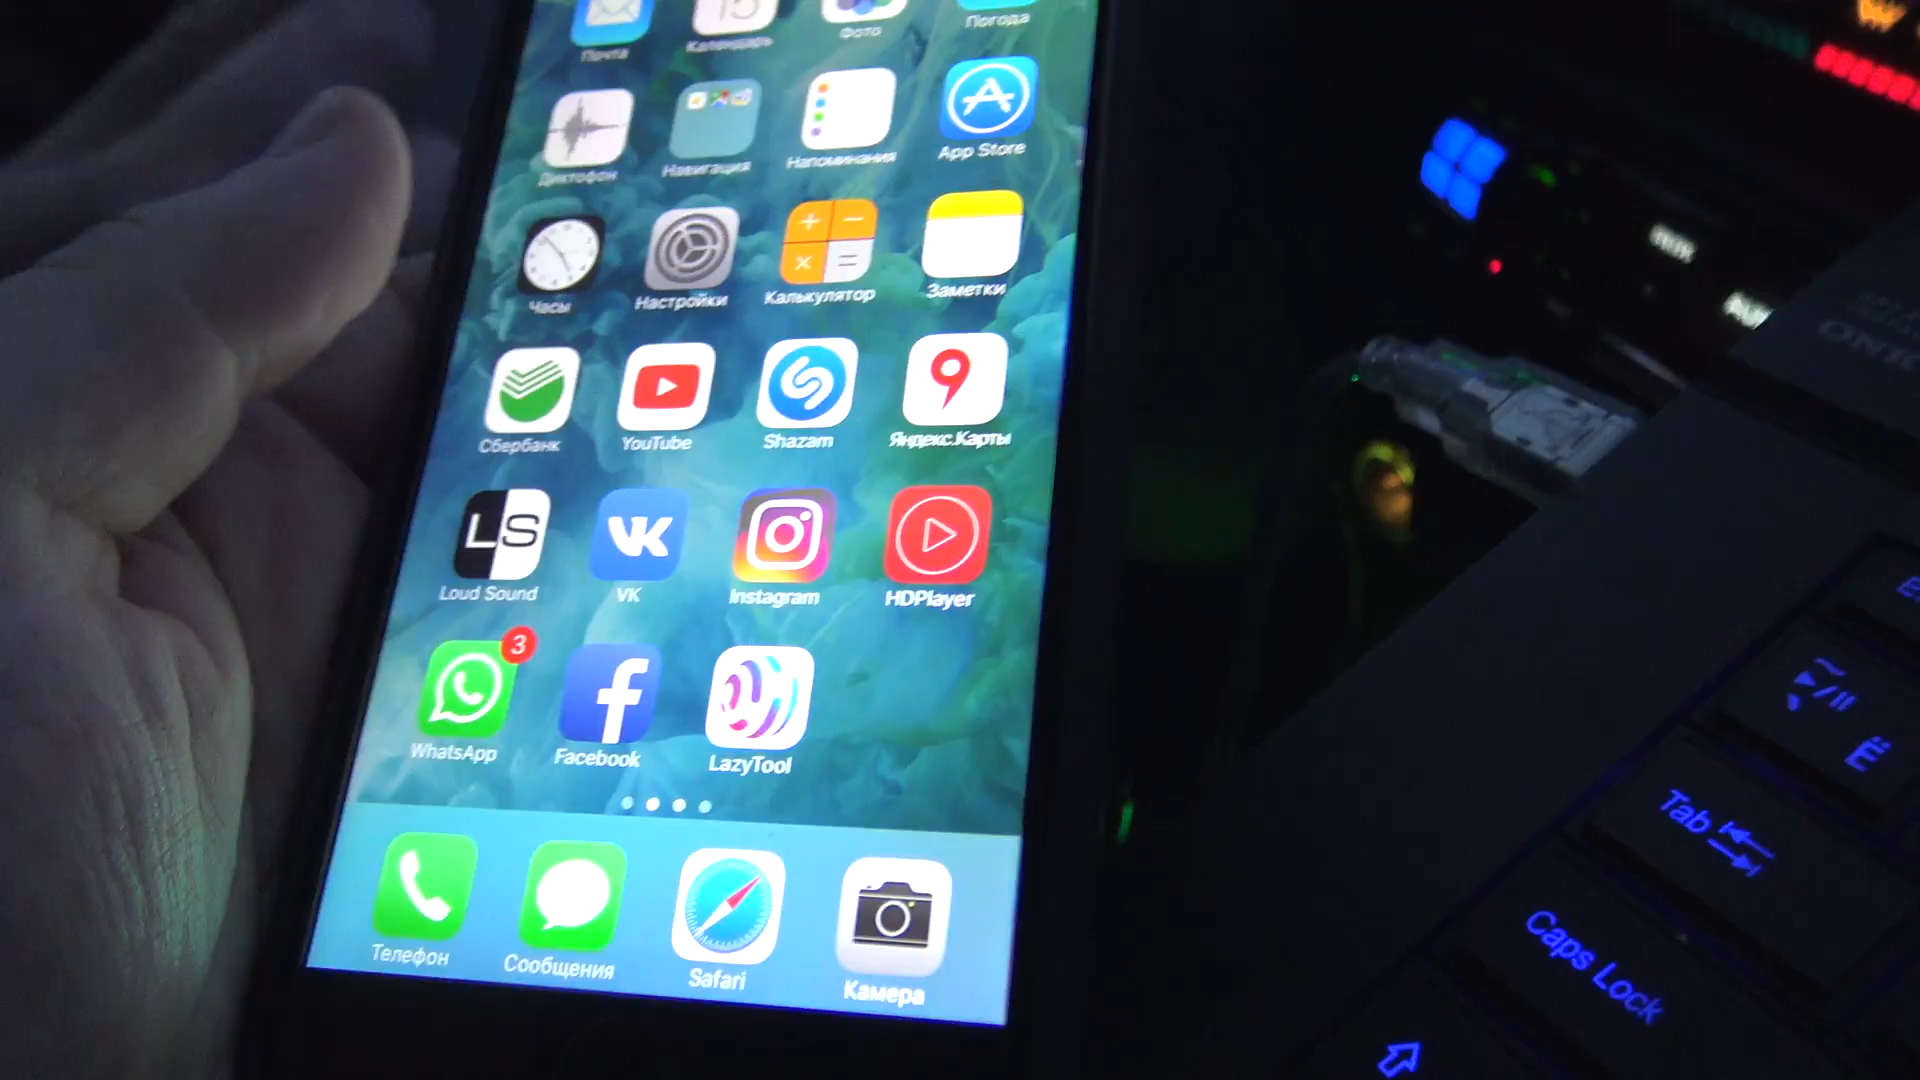 Почта
15
Календарь
Фото
Погода
Диктофон
Навигация
Напоминания
App Store
Часы
Настройки
Калькулятор
Заметки
Сбербанк
YouTube
Shazam
Яндекс.Карты
LS
Loud Sound
VK
Instagram
HDPlayer
3
WhatsApp
Facebook
LazyTool
Телефон
Сообщения
Safari
Камера
Ё
Tab
Caps Lock